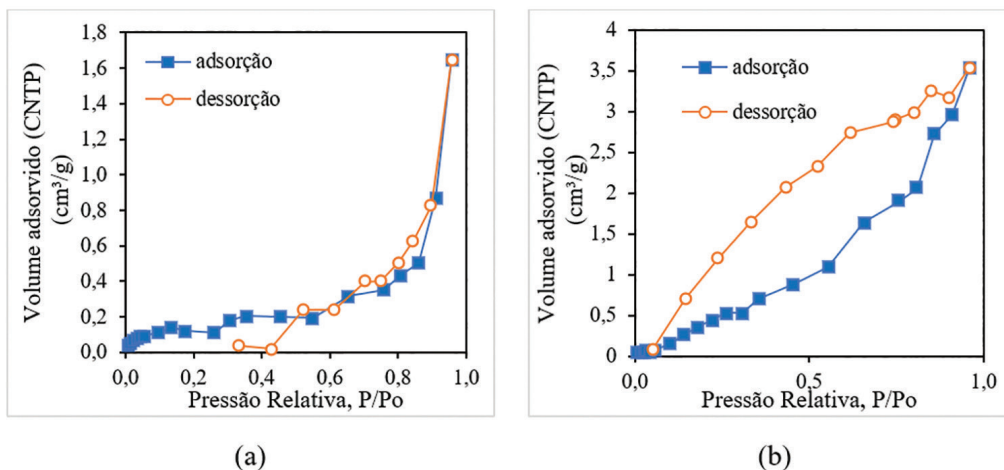 1,8
1,6
1,4
1,2
1,0
0,8
0,6
0,4
0,2
0,0
Volume adsorvido (CNTP)
(cm³/g)
adsorção
dessorção
0,0 0,2 0,4 0,6 0,8 1,0
Pressão Relativa, P/Po
(a)
4
3,5
3
2,5
2
1,5
1
0,5
0
Volume adsorvido (CNTP)
(cm³/g)
adsorção
dessorção
0,0 0,5 1,0
Pressão Relativa, P/Po
(b)